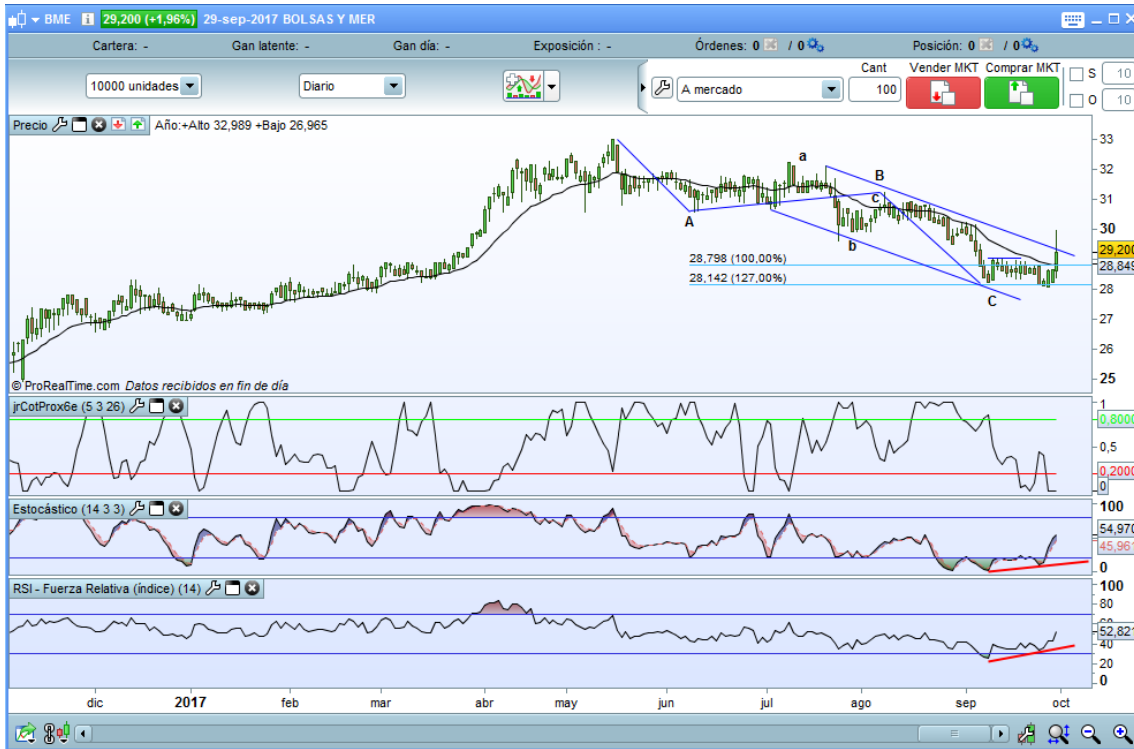 BME 29,200 (+1,96%) 29-sep-2017 BOLSAS Y MER
Cartera: - Gan latente: - Gan día: - Exposición : - Órdenes: 0 / 0 Posición: 0 / 0
Cant Vender MKT Comprar MKT
10000 unidades Diario A mercado 100
S 10
O 10
Precio Año:+Alto 32,989 +Bajo 26,965
33
32
31
30
29,200
28,849
28
27
26
25
a
B
A
c
b
28,798 (100,00%)
28,142 (127,00%)
C
© ProRealTime.com Datos recibidos en fin de día
jrCotProx6e (5 3 26)
1
0,8000
0,5
0,2000
0
Estocástico (14 3 3)
100
54,970
45,961
0
RSI - Fuerza Relativa (índice) (14)
100
80
52,821
40
20
0
dic 2017 feb mar abr may jun jul ago sep oct